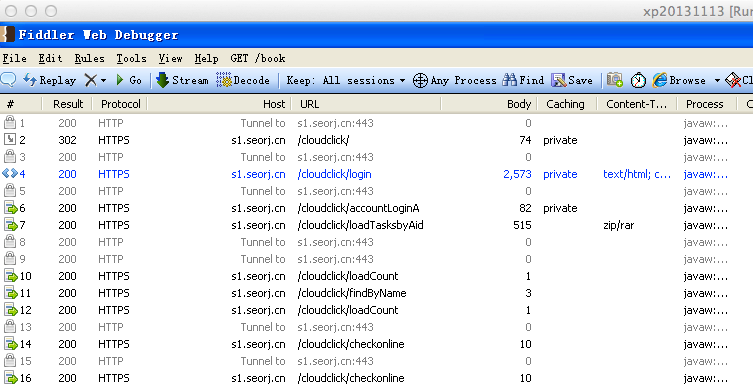 xp20131113 [Run
Fiddler Web Debugger
File Edit Rules Tools View Help GET /book
Replay Go Stream Decode Keep: All sessions Any Process Find Save Browse Cl
# Result Protocol Host URL Body Caching Content-T... Process C
1 200 HTTP Tunnel to s1.seorj.cn:443 0 javaw:...
2 302 HTTPS s1.seorj.cn /cloudclick/ 74 private javaw:...
3 200 HTTP Tunnel to s1.seorj.cn:443 0 javaw:...
4 200 HTTPS s1.seorj.cn /cloudclick/login 2,573 private text/html; c... javaw:...
5 200 HTTP Tunnel to s1.seorj.cn:443 0 javaw:...
6 200 HTTPS s1.seorj.cn /cloudclick/accountLoginA 82 private javaw:...
7 200 HTTPS s1.seorj.cn /cloudclick/loadTasksbyAid 515 zip/rar javaw:...
8 200 HTTP Tunnel to s1.seorj.cn:443 0 javaw:...
9 200 HTTP Tunnel to s1.seorj.cn:443 0 javaw:...
10 200 HTTPS s1.seorj.cn /cloudclick/loadCount 1 javaw:...
11 200 HTTPS s1.seorj.cn /cloudclick/findByName 3 javaw:...
12 200 HTTPS s1.seorj.cn /cloudclick/loadCount 1 javaw:...
13 200 HTTP Tunnel to s1.seorj.cn:443 0 javaw:...
14 200 HTTPS s1.seorj.cn /cloudclick/checkonline 10 javaw:...
15 200 HTTP Tunnel to s1.seorj.cn:443 0 javaw:...
16 200 HTTPS s1.seorj.cn /cloudclick/checkonline 10 javaw:...